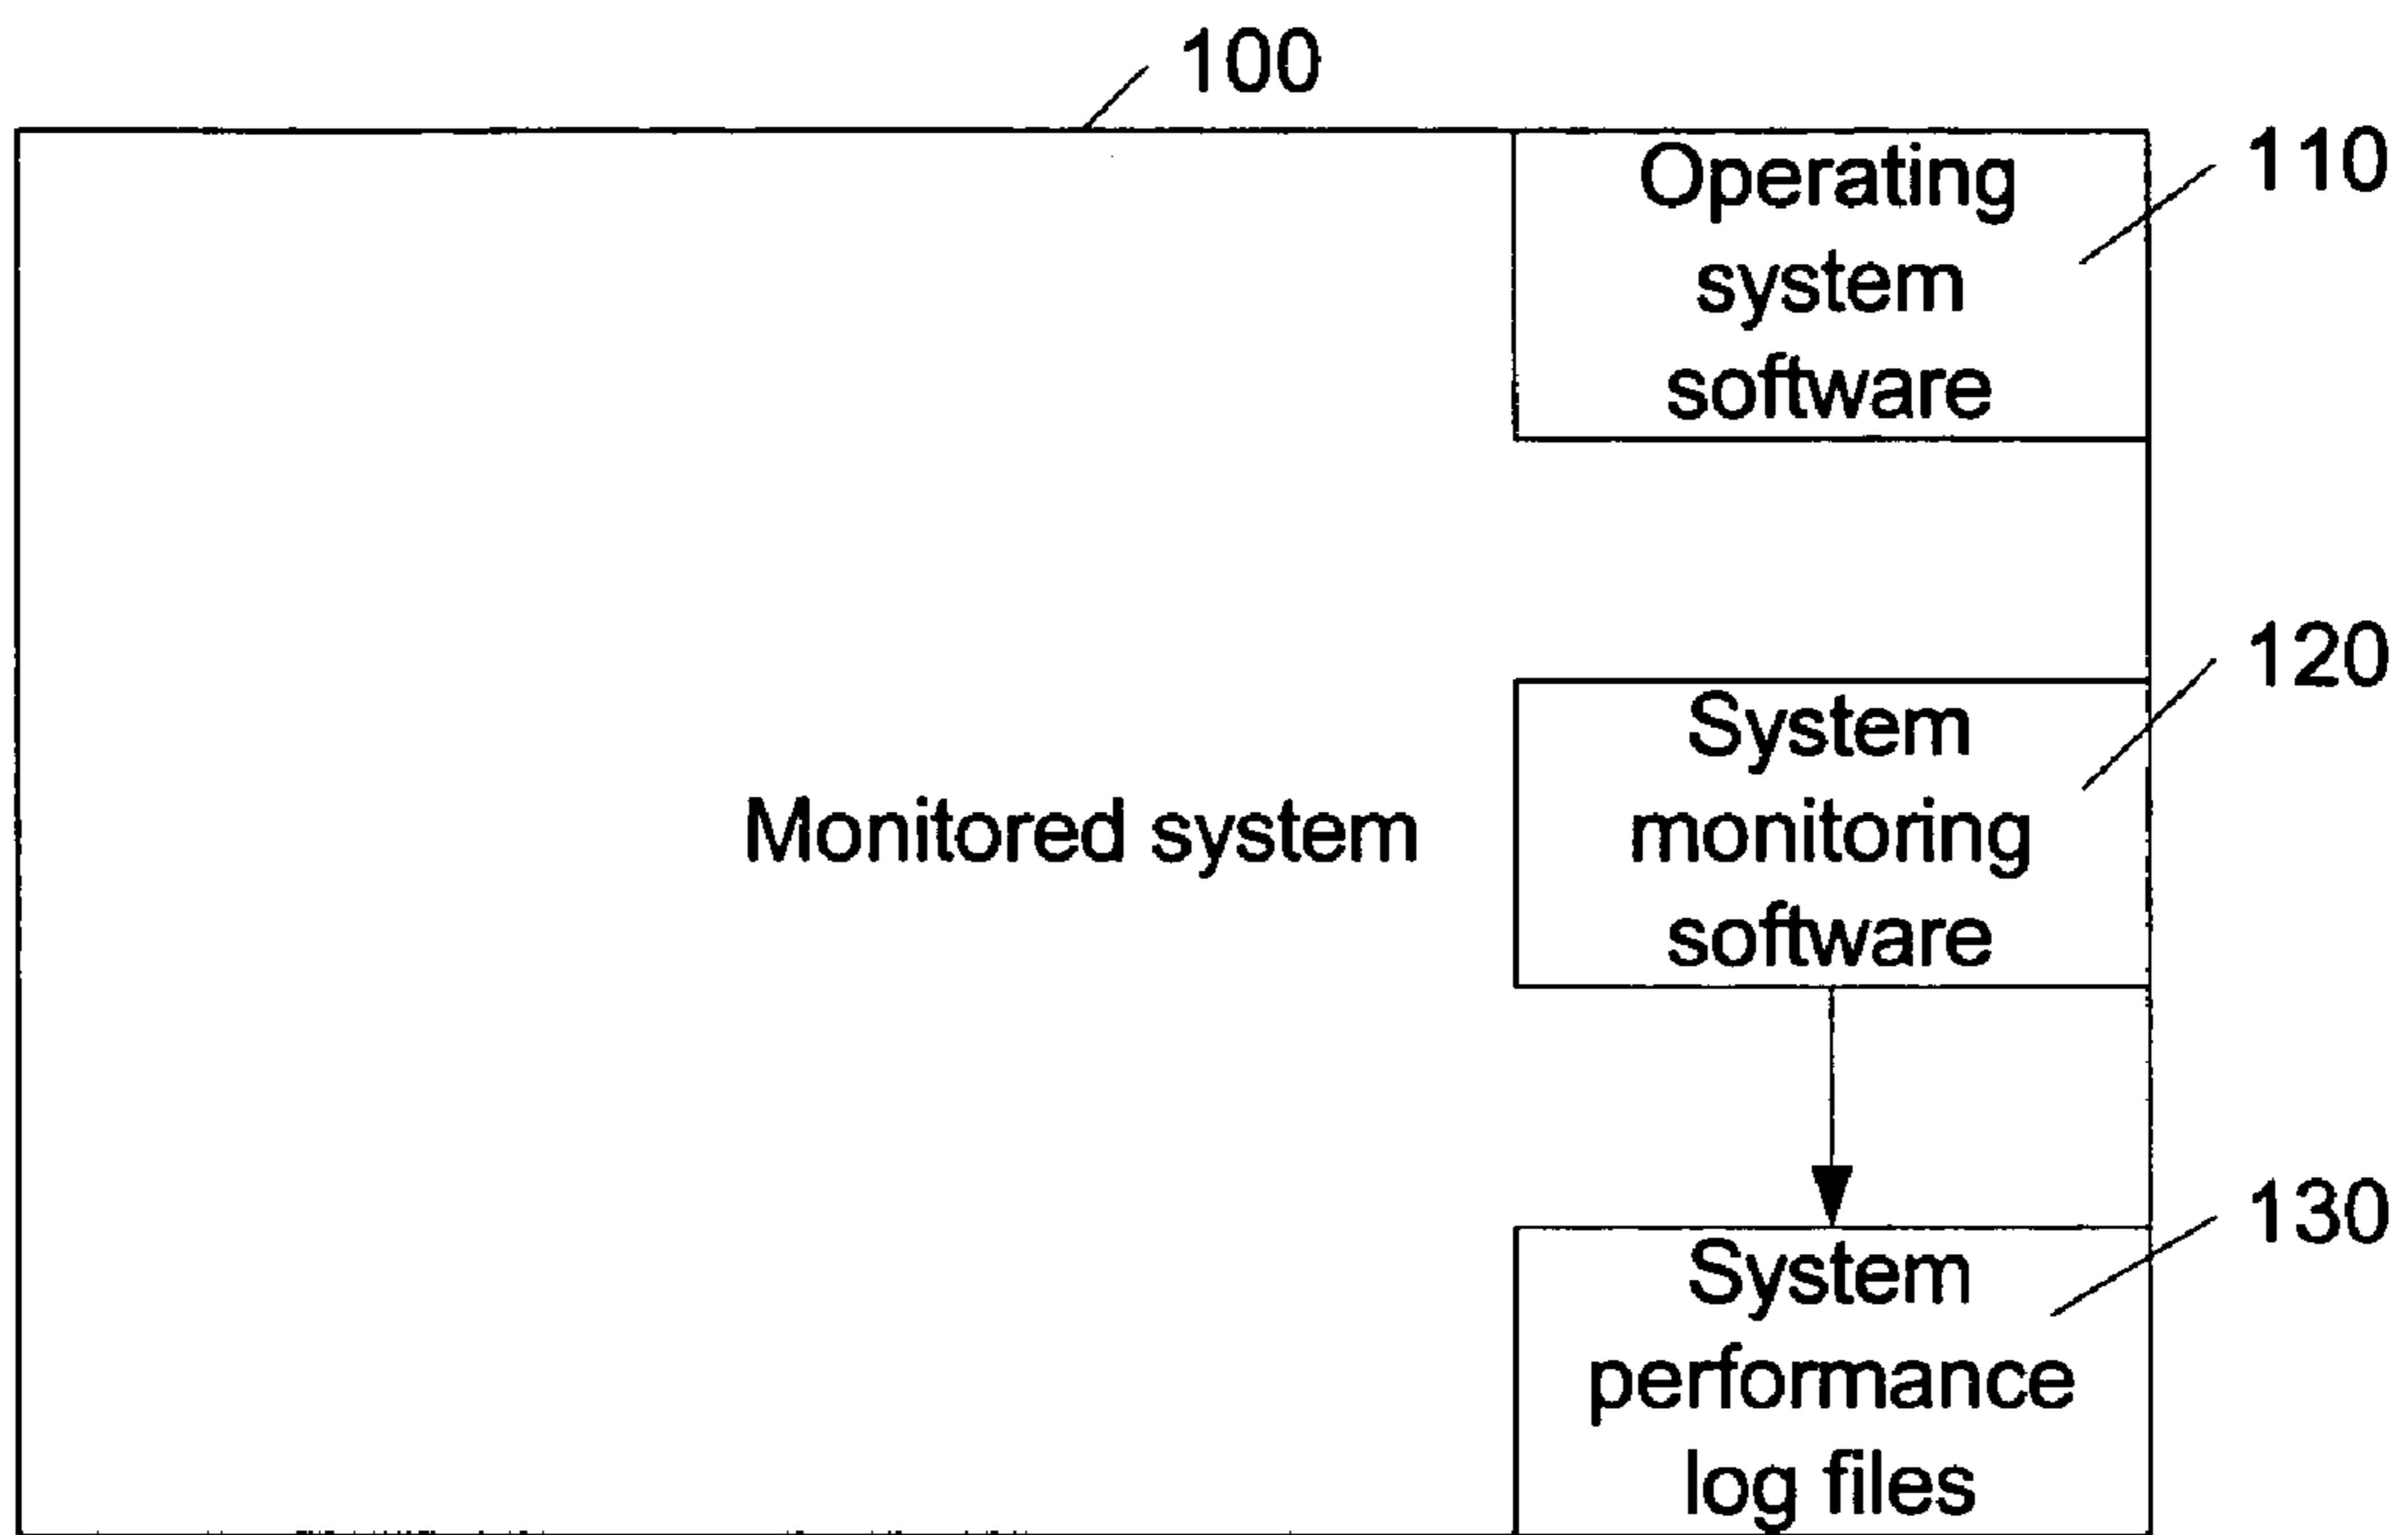 100
Operating
system
software
110
120
System
monitoring
software
Monitored system
130
System
performance
log files